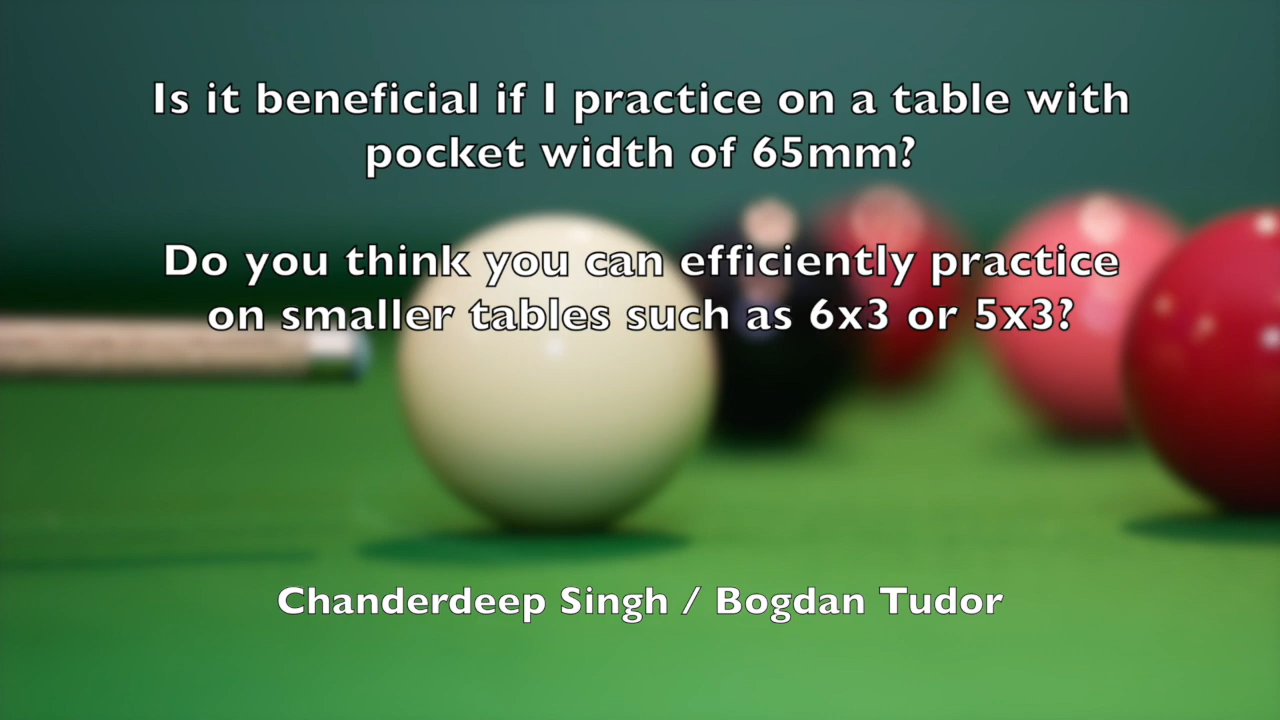 Is it beneficial if I practice on a table with
pocket width of 65mm?
Do you think you can efficiently practice
on smaller tables such as 6x3 or 5x3?
Chanderdeep Singh / Bogdan Tudor